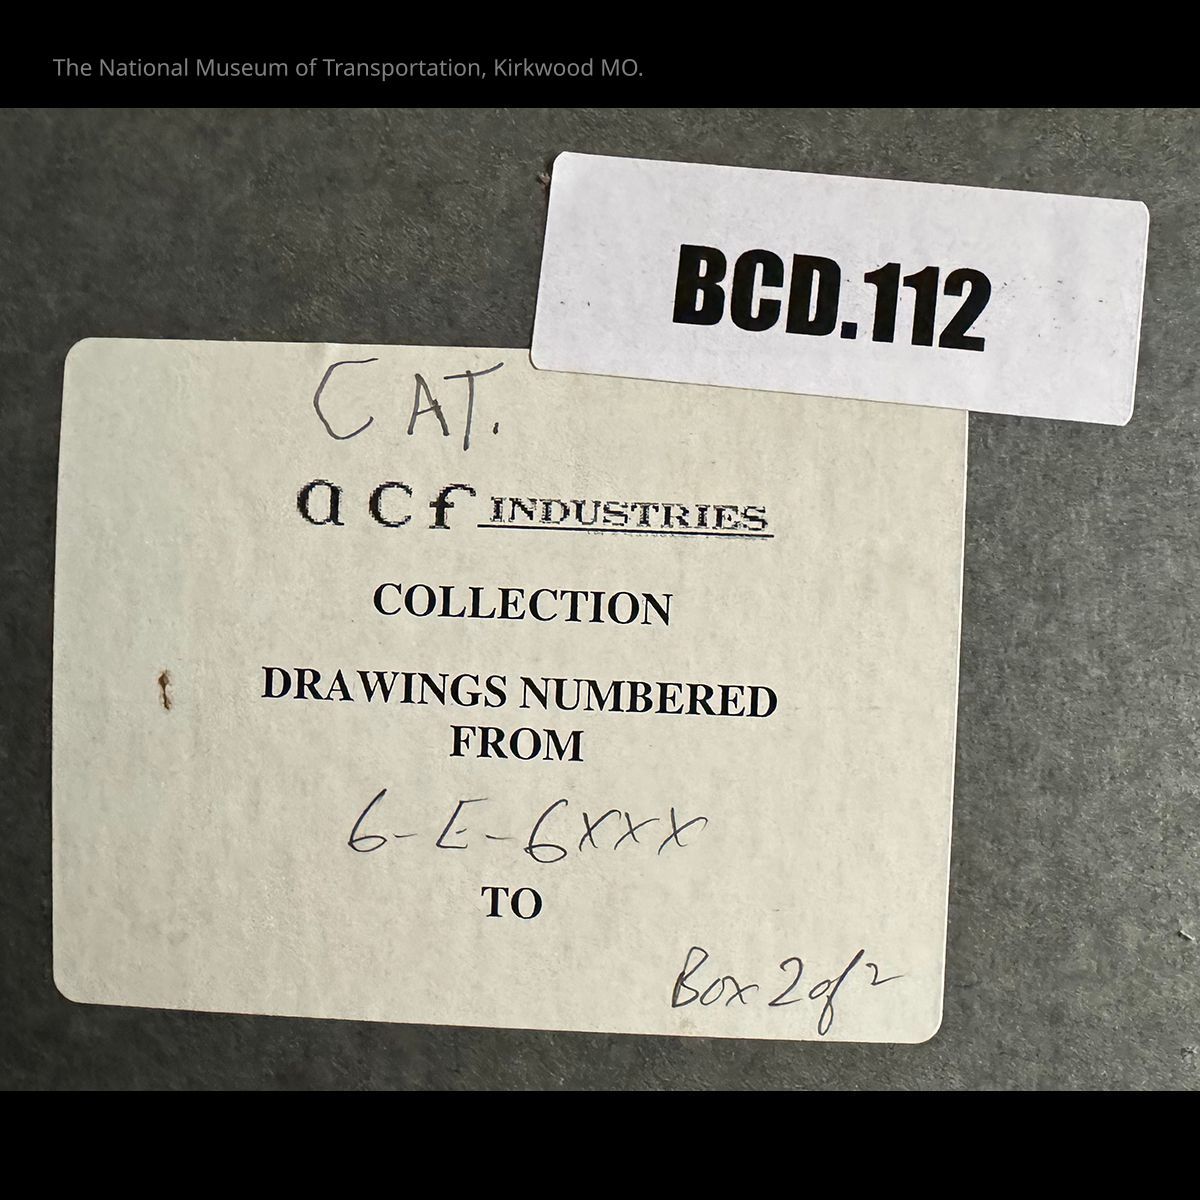 The National Museum of Transportation, Kirkwood MO.
BCD.112
CAT.
acf INDUSTRIES
COLLECTION
DRAWINGS NUMBERED
FROM
6-E-6xxx
TO
Box 2 of 2